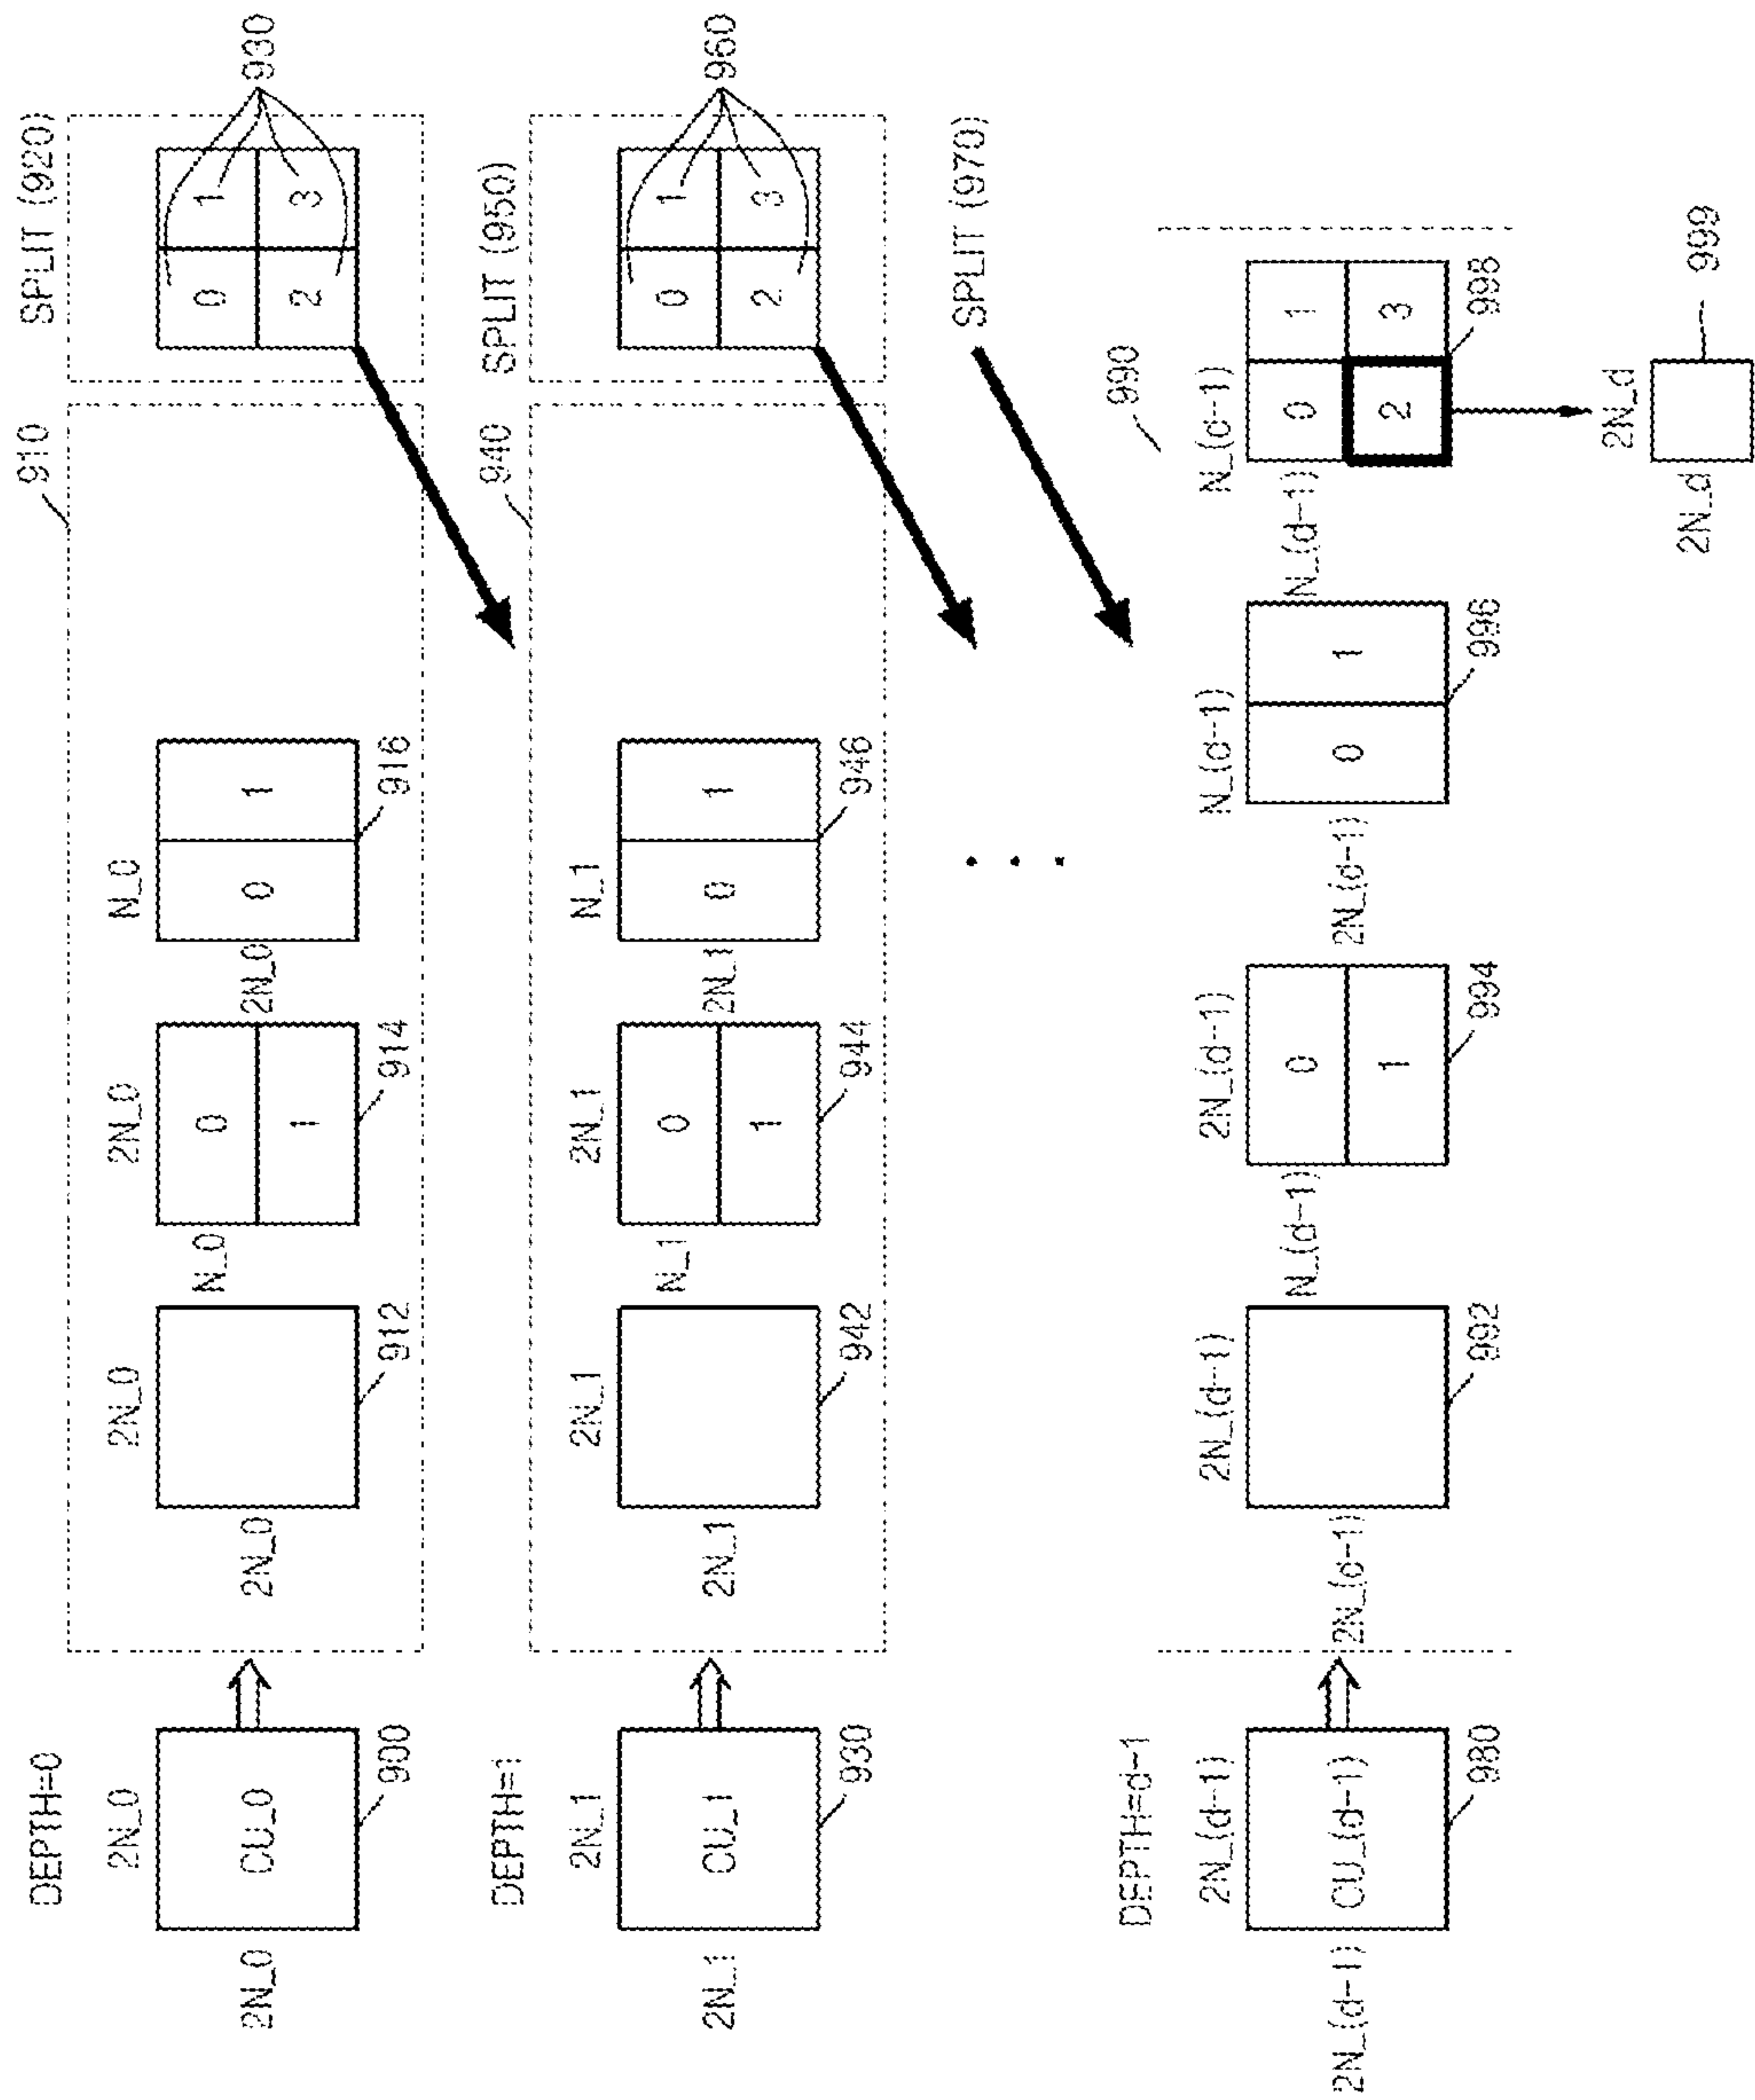 DEPTH=0
2N_0
2N_0
CU_0
900
910
2N_0
2N_0
912
2N_0
N_0
0
1
914
N_0
2N_0
0
1
916
SPLIT (920)
0
1
2
3
930
DEPTH=1
2N_1
2N_1
CU_1
930
940
2N_1
2N_1
942
2N_1
N_1
0
1
944
N_1
2N_1
0
1
946
SPLIT (950)
0
1
2
3
960
SPLIT (970)
DEPTH=d-1
2N_(d-1)
2N_(d-1)
CU_(d-1)
980
990
2N_(d-1)
2N_(d-1)
992
2N_(d-1)
N_(d-1)
0
1
994
N_(d-1)
2N_(d-1)
0
1
996
N_(d-1)
N_(d-1)
0
1
2
3
998
2N_d
2N_d
999